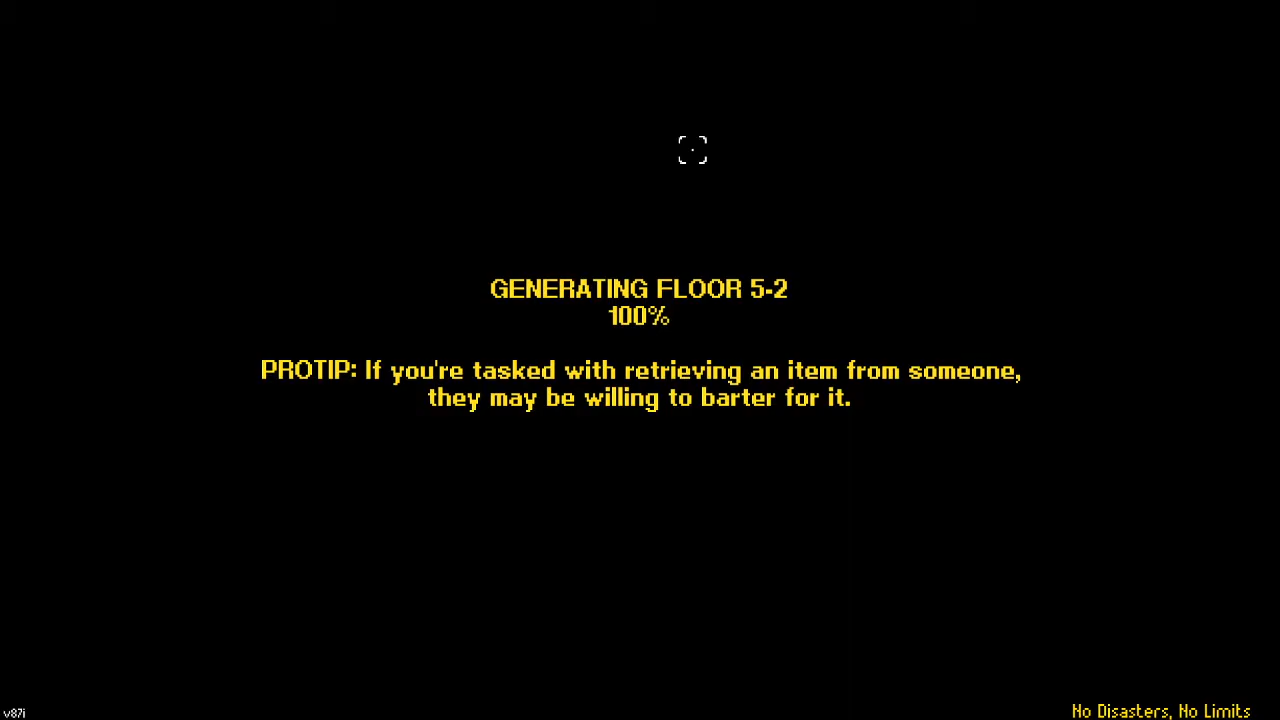 GENERATING FLOOR 5-2
100%
PROTIP: If you're tasked with retrieving an item from someone,
they may be willing to barter for it.
v87i
No Disasters, No Limits